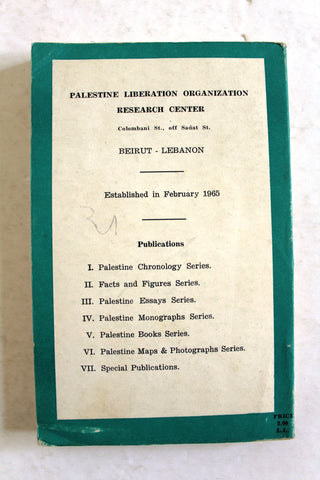 PALESTINE LIBERATION ORGANIZATION
RESEARCH CENTER
Colombani St., off Sadat St.
BEIRUT - LEBANON
Established in February 1965
Publications
I. Palestine Chronology Series.
II. Facts and Figures Series.
III. Palestine Essays Series.
IV. Palestine Monographs Series.
V. Palestine Books Series.
VI. Palestine Maps & Photographs Series.
VII. Special Publications.
PRICE
L.L.